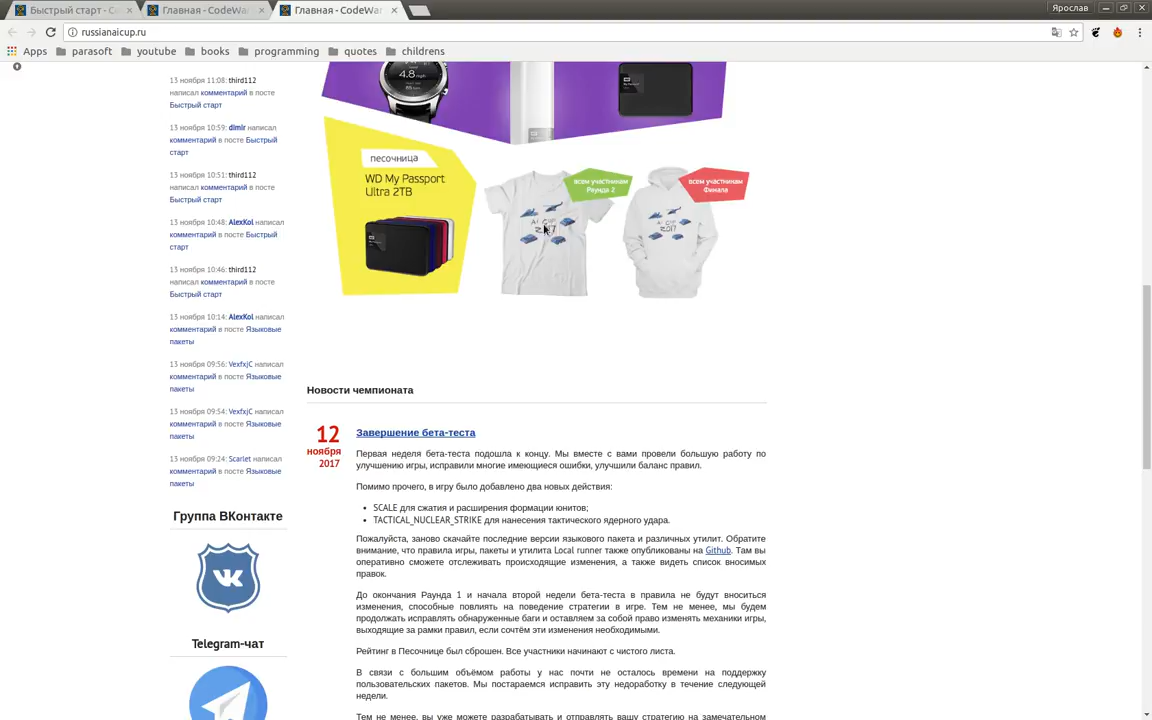 Быстрый старт - C
Главная - CodeWa
Главная - CodeWa
Ярослав
russianaicup.ru
Apps
parasoft
youtube
books
programming
quotes
childrens
13 ноября 11:08: third112
написал комментарий в посте
Быстрый старт
13 ноября 10:59: dimir написал
комментарий в посте Быстрый
старт
13 ноября 10:51: third112
написал комментарий в посте
Быстрый старт
13 ноября 10:48: AlexKol написал
комментарий в посте Быстрый
старт
13 ноября 10:46: third112
написал комментарий в посте
Быстрый старт
13 ноября 10:14: AlexKol написал
комментарий в посте Языковые
пакеты
13 ноября 09:56: VexfxjC написал
комментарий в посте Языковые
пакеты
13 ноября 09:54: VexfxjC написал
комментарий в посте Языковые
пакеты
13 ноября 09:24: Scarlet написал
комментарий в посте Языковые
пакеты
Группа ВКонтакте
Telegram-чат
4.8 mi
песочница
WD My Passport
Ultra 2TB
всем участникам
Раунда 2
всем участникам
Финала
AI CUP
2017
AI CUP
2017
Новости чемпионата
12
ноября
2017
Завершение бета-теста
Первая неделя бета-теста подошла к концу. Мы вместе с вами провели большую работу по
улучшению игры, исправили многие имеющиеся ошибки, улучшили баланс правил.
Помимо прочего, в игру было добавлено два новых действия:
• SCALE для сжатия и расширения формации юнитов;
• TACTICAL_NUCLEAR_STRIKE для нанесения тактического ядерного удара.
Пожалуйста, заново скачайте последние версии языкового пакета и различных утилит. Обратите
внимание, что правила игры, пакеты и утилита Local runner также опубликованы на Github. Там вы
оперативно сможете отслеживать происходящие изменения, а также видеть список вносимых
правок.
До окончания Раунда 1 и начала второй недели бета-теста в правила не будут вноситься
изменения, способные повлиять на поведение стратегии в игре. Тем не менее, мы будем
продолжать исправлять обнаруженные баги и оставляем за собой право изменять механики игры,
выходящие за рамки правил, если сочтём эти изменения необходимыми.
Рейтинг в Песочнице был сброшен. Все участники начинают с чистого листа.
В связи с большим объёмом работы у нас почти не осталось времени на поддержку
пользовательских пакетов. Мы постараемся исправить эту недоработку в течение следующей
недели.
Тем не менее, вы уже можете разрабатывать и отправлять вашу стратегию на замечательном